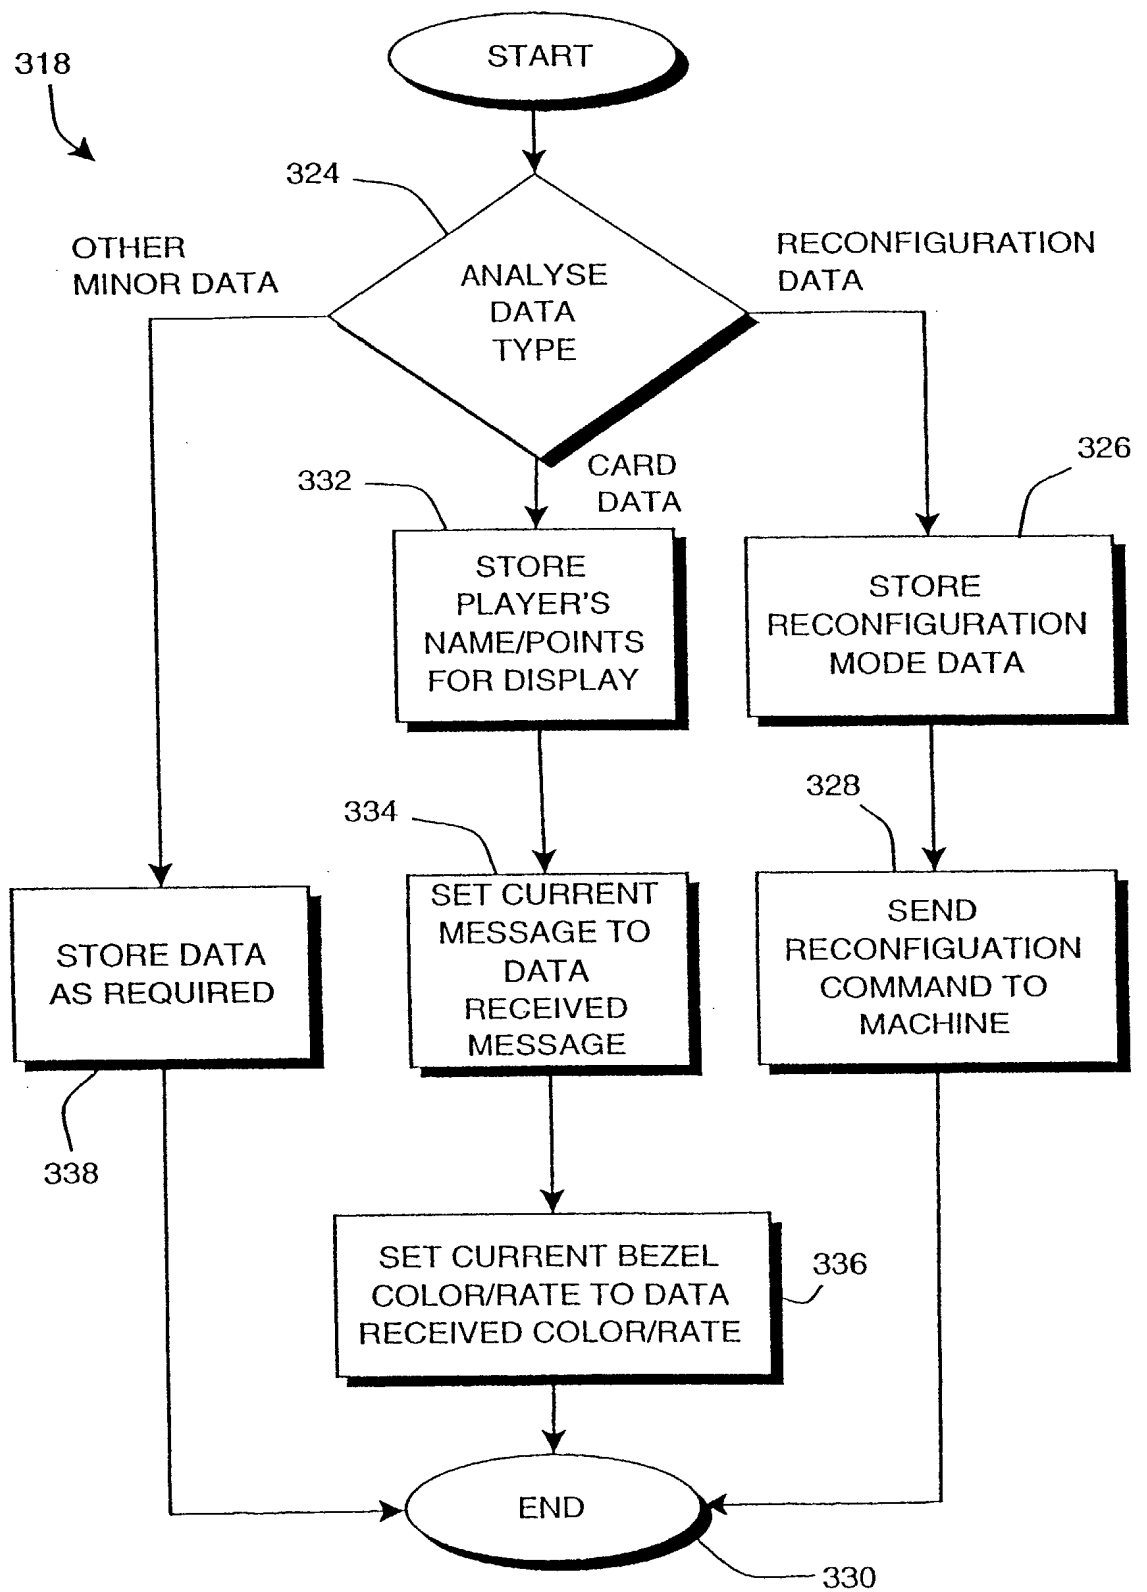 START
318
324
OTHER
MINOR DATA
RECONFIGURATION
DATA
ANALYSE
DATA
TYPE
CARD
DATA
332
326
STORE
PLAYER'S
NAME/POINTS
FOR DISPLAY
STORE
RECONFIGURATION
MODE DATA
334
328
STORE DATA
AS REQUIRED
SET CURRENT
MESSAGE TO
DATA
RECEIVED
MESSAGE
SEND
RECONFIGUATION
COMMAND TO
MACHINE
338
SET CURRENT BEZEL
COLOR/RATE TO DATA
RECEIVED COLOR/RATE
336
END
330